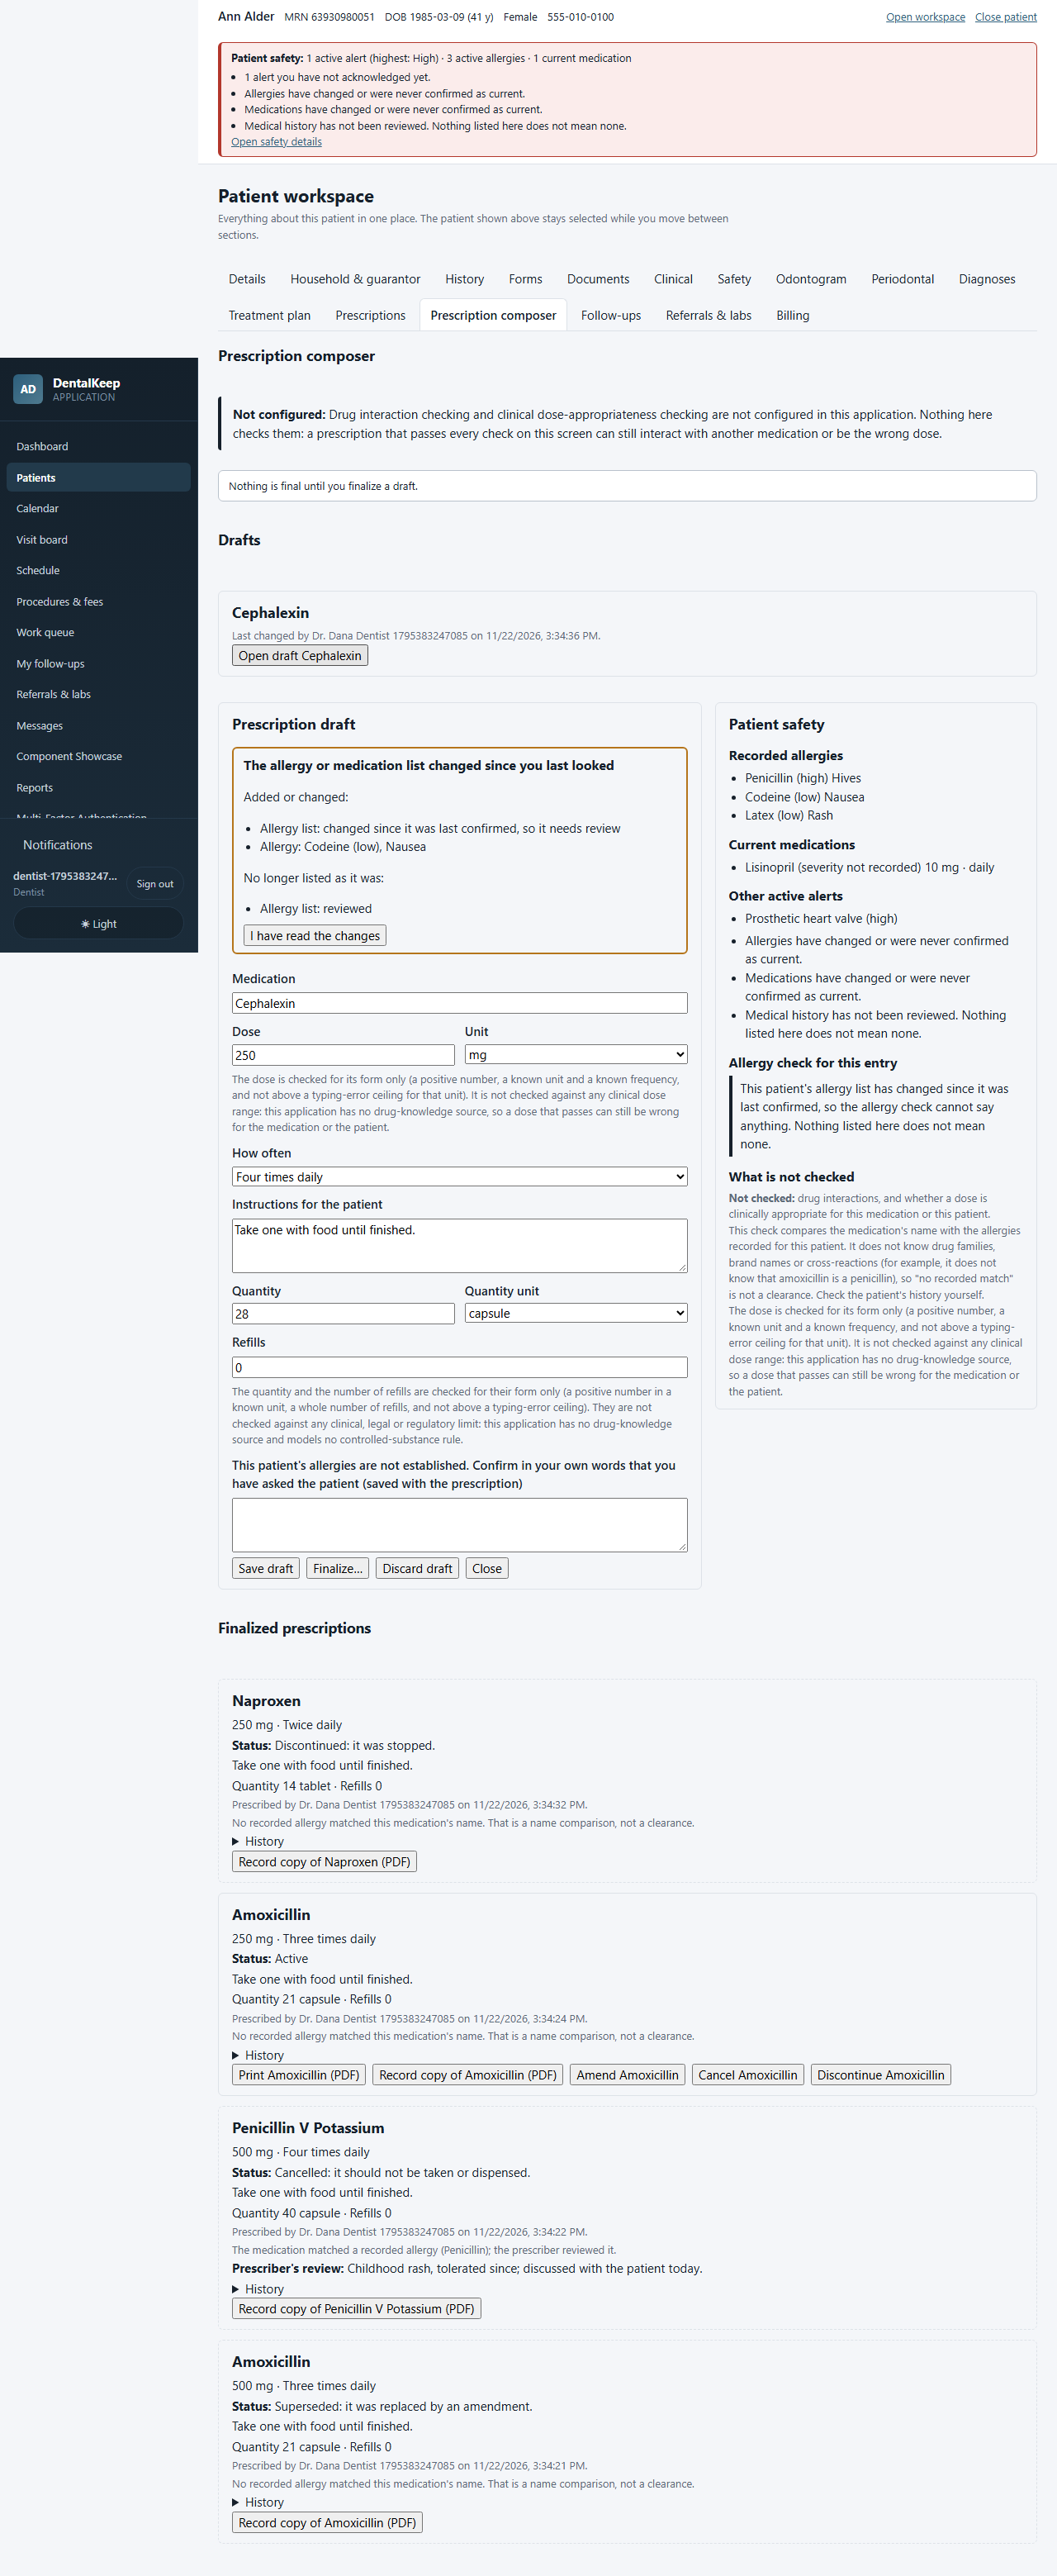 Ann Alder MRN 63930980051 DOB 1985-03-09 (41 y) Female 555-010-0100 Open workspace Close patient
Patient safety: 1 active alert (highest: High) · 3 active allergies · 1 current medication
1 alert you have not acknowledged yet.
Allergies have changed or were never confirmed as current.
Medications have changed or were never confirmed as current.
Medical history has not been reviewed. Nothing listed here does not mean none.
Open safety details
Patient workspace
Everything about this patient in one place. The patient shown above stays selected while you move between
sections.
Details Household & guarantor History Forms Documents Clinical Safety Odontogram Periodontal Diagnoses
Treatment plan Prescriptions Prescription composer Follow-ups Referrals & labs Billing
AD
DentalKeep
APPLICATION
Dashboard
Patients
Calendar
Visit board
Schedule
Procedures & fees
Work queue
My follow-ups
Referrals & labs
Messages
Component Showcase
Reports
Multi-Factor Authentication
Notifications
dentist-1795383247...
Dentist
Sign out
☀ Light
Prescription composer
Not configured: Drug interaction checking and clinical dose-appropriateness checking are not configured in this application. Nothing here
checks them: a prescription that passes every check on this screen can still interact with another medication or be the wrong dose.
Nothing is final until you finalize a draft.
Drafts
Cephalexin
Last changed by Dr. Dana Dentist 1795383247085 on 11/22/2026, 3:34:36 PM.
Open draft Cephalexin
Prescription draft
The allergy or medication list changed since you last looked
Added or changed:
Allergy list: changed since it was last confirmed, so it needs review
Allergy: Codeine (low), Nausea
No longer listed as it was:
Allergy list: reviewed
I have read the changes
Medication
Cephalexin
Dose Unit
250 mg
The dose is checked for its form only (a positive number, a known unit and a known frequency,
and not above a typing-error ceiling for that unit). It is not checked against any clinical dose
range: this application has no drug-knowledge source, so a dose that passes can still be wrong
for the medication or the patient.
How often
Four times daily
Instructions for the patient
Take one with food until finished.
Quantity Quantity unit
28 capsule
Refills
0
The quantity and the number of refills are checked for their form only (a positive number in a
known unit, a whole number of refills, and not above a typing-error ceiling). They are not
checked against any clinical, legal or regulatory limit: this application has no drug-knowledge
source and models no controlled-substance rule.
This patient's allergies are not established. Confirm in your own words that you
have asked the patient (saved with the prescription)
Save draft Finalize... Discard draft Close
Patient safety
Recorded allergies
Penicillin (high) Hives
Codeine (low) Nausea
Latex (low) Rash
Current medications
Lisinopril (severity not recorded) 10 mg · daily
Other active alerts
Prosthetic heart valve (high)
Allergies have changed or were never confirmed
as current.
Medications have changed or were never
confirmed as current.
Medical history has not been reviewed. Nothing
listed here does not mean none.
Allergy check for this entry
This patient's allergy list has changed since it was
last confirmed, so the allergy check cannot say
anything. Nothing listed here does not mean
none.
What is not checked
Not checked: drug interactions, and whether a dose is
clinically appropriate for this medication or this patient.
This check compares the medication's name with the allergies
recorded for this patient. It does not know drug families,
brand names or cross-reactions (for example, it does not
know that amoxicillin is a penicillin), so "no recorded match"
is not a clearance. Check the patient's history yourself.
The dose is checked for its form only (a positive number, a
known unit and a known frequency, and not above a typing-
error ceiling for that unit). It is not checked against any clinical
dose range: this application has no drug-knowledge source,
so a dose that passes can still be wrong for the medication or
the patient.
Finalized prescriptions
Naproxen
250 mg · Twice daily
Status: Discontinued: it was stopped.
Take one with food until finished.
Quantity 14 tablet · Refills 0
Prescribed by Dr. Dana Dentist 1795383247085 on 11/22/2026, 3:34:32 PM.
No recorded allergy matched this medication's name. That is a name comparison, not a clearance.
History
Record copy of Naproxen (PDF)
Amoxicillin
250 mg · Three times daily
Status: Active
Take one with food until finished.
Quantity 21 capsule · Refills 0
Prescribed by Dr. Dana Dentist 1795383247085 on 11/22/2026, 3:34:24 PM.
No recorded allergy matched this medication's name. That is a name comparison, not a clearance.
History
Print Amoxicillin (PDF) Record copy of Amoxicillin (PDF) Amend Amoxicillin Cancel Amoxicillin Discontinue Amoxicillin
Penicillin V Potassium
500 mg · Four times daily
Status: Cancelled: it should not be taken or dispensed.
Take one with food until finished.
Quantity 40 capsule · Refills 0
Prescribed by Dr. Dana Dentist 1795383247085 on 11/22/2026, 3:34:22 PM.
The medication matched a recorded allergy (Penicillin); the prescriber reviewed it.
Prescriber's review: Childhood rash, tolerated since; discussed with the patient today.
History
Record copy of Penicillin V Potassium (PDF)
Amoxicillin
500 mg · Three times daily
Status: Superseded: it was replaced by an amendment.
Take one with food until finished.
Quantity 21 capsule · Refills 0
Prescribed by Dr. Dana Dentist 1795383247085 on 11/22/2026, 3:34:21 PM.
No recorded allergy matched this medication's name. That is a name comparison, not a clearance.
History
Record copy of Amoxicillin (PDF)